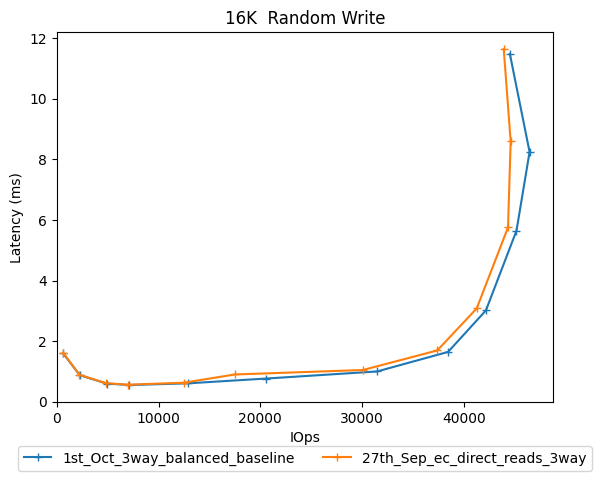 16K  Random Write
Latency (ms)
12
10
8
6
4
2
0
0 10000 20000 30000 40000
IOps
1st_Oct_3way_balanced_baseline 27th_Sep_ec_direct_reads_3way